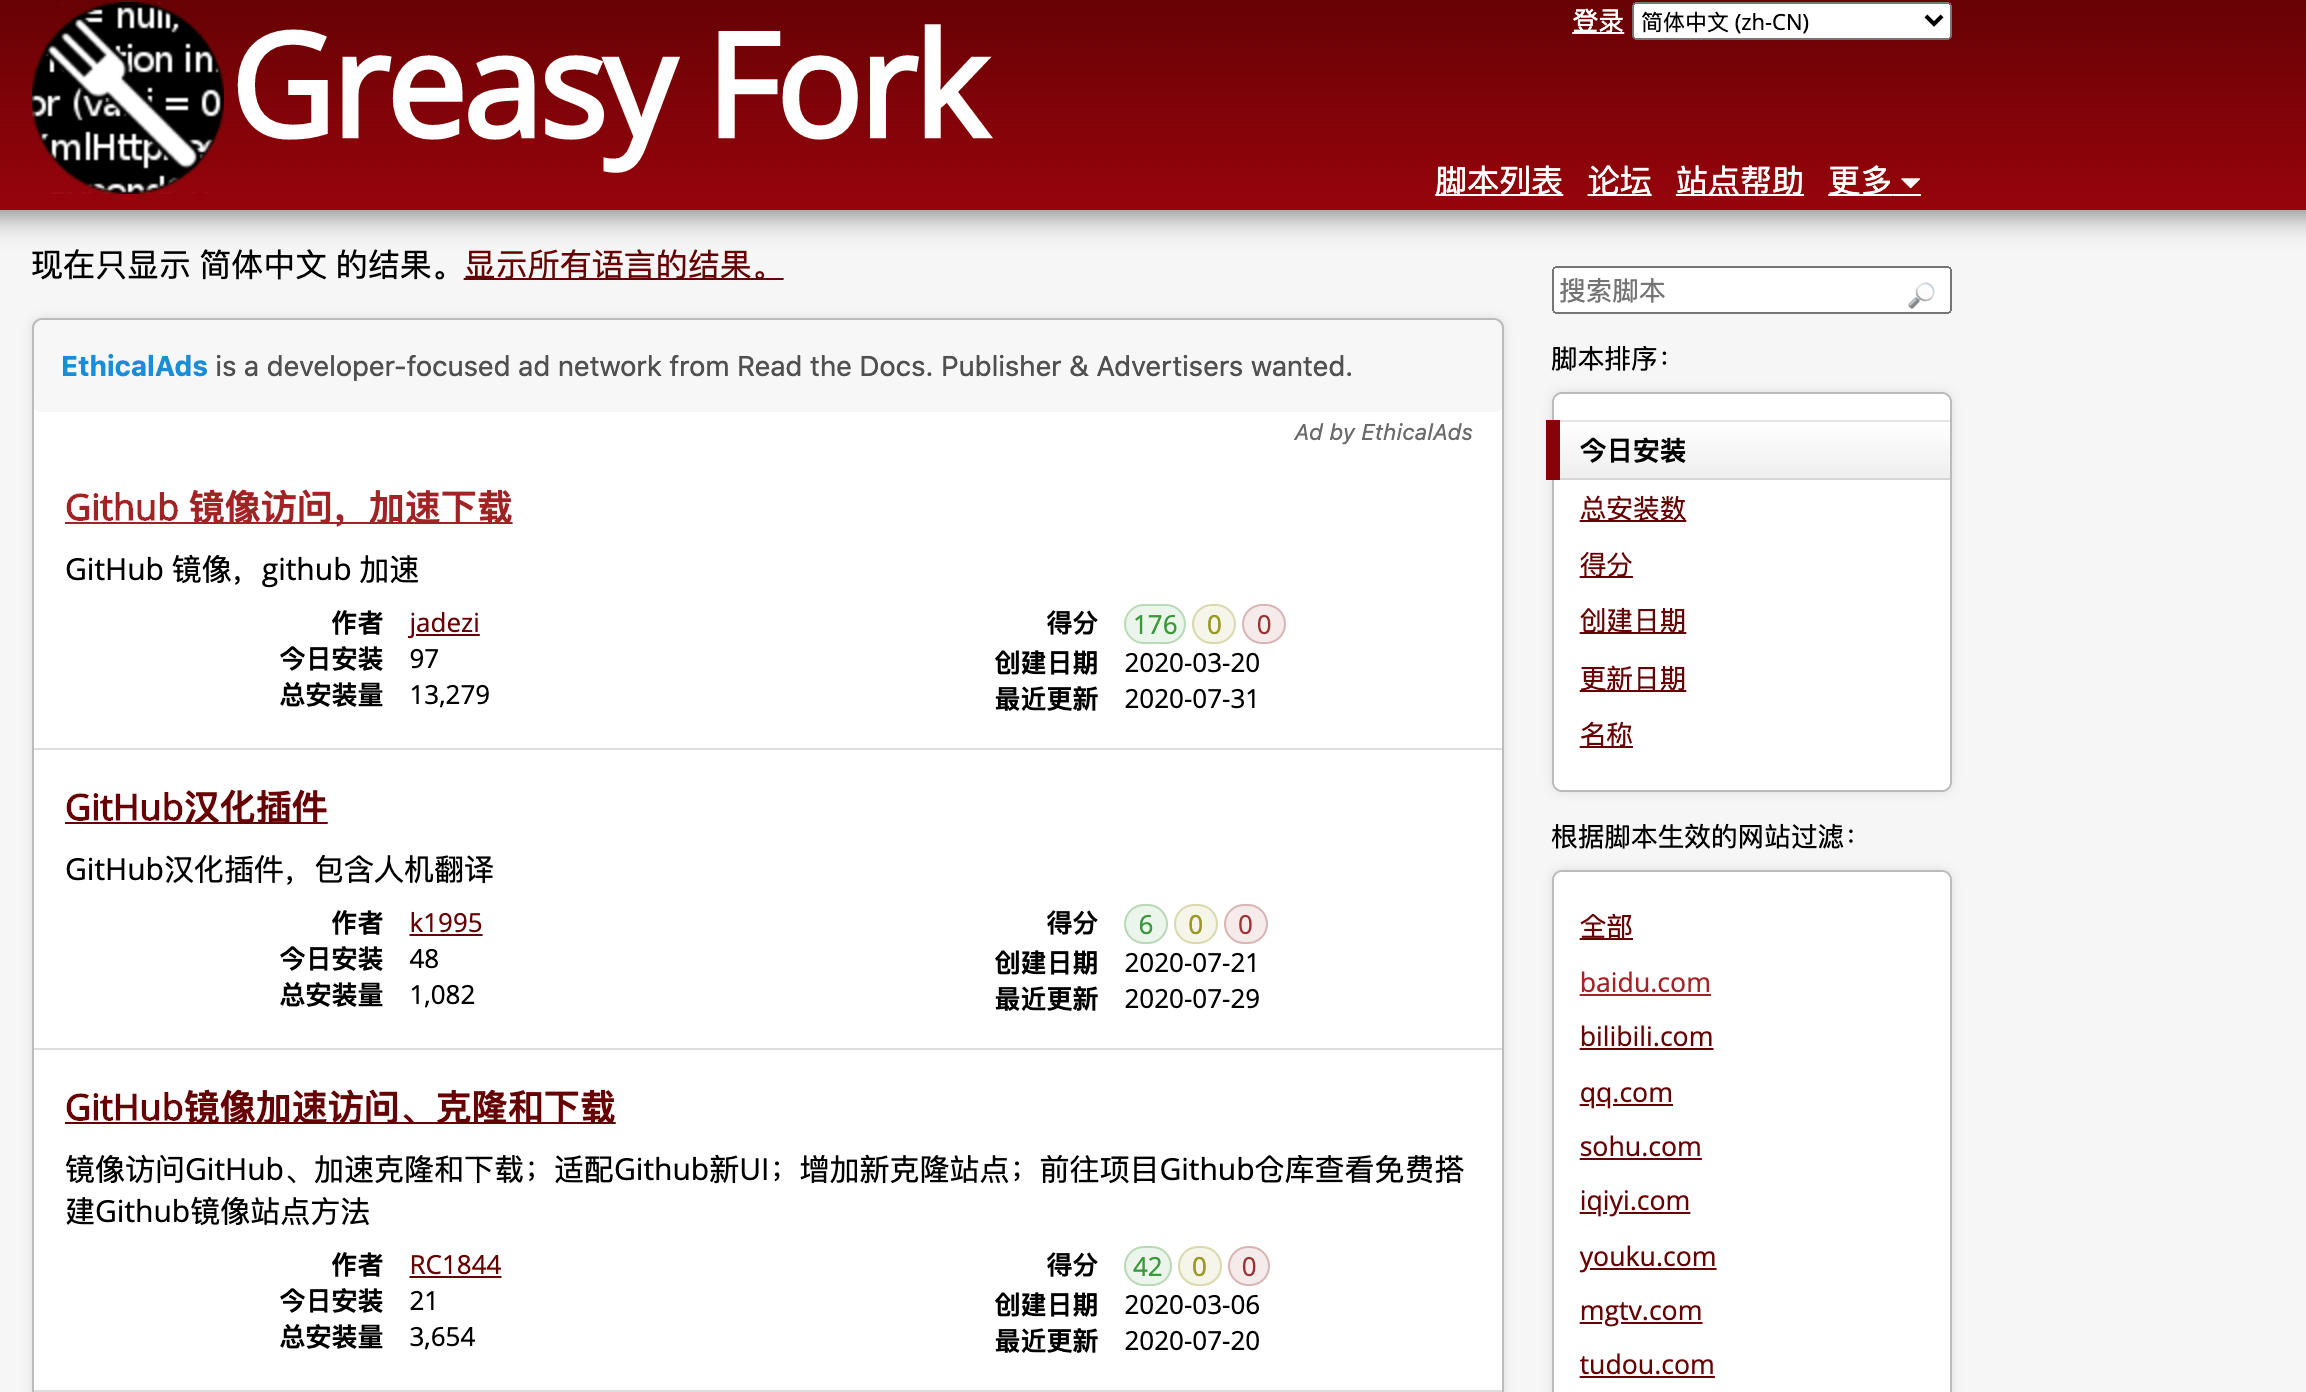 = null,
tion in
or (va i = 0
mlHttp
Greasy Fork
登录 简体中文 (zh-CN)
脚本列表 论坛 站点帮助 更多
现在只显示 简体中文 的结果。显示所有语言的结果。
EthicalAds is a developer-focused ad network from Read the Docs. Publisher & Advertisers wanted.
Ad by EthicalAds
Github 镜像访问，加速下载
GitHub 镜像，github 加速
作者 jadezi
今日安装 97
总安装量 13,279
得分 176 0 0
创建日期 2020-03-20
最近更新 2020-07-31
GitHub汉化插件
GitHub汉化插件，包含人机翻译
作者 k1995
今日安装 48
总安装量 1,082
得分 6 0 0
创建日期 2020-07-21
最近更新 2020-07-29
GitHub镜像加速访问、克隆和下载
镜像访问GitHub、加速克隆和下载；适配Github新UI；增加新克隆站点；前往项目Github仓库查看免费搭
建Github镜像站点方法
作者 RC1844
今日安装 21
总安装量 3,654
得分 42 0 0
创建日期 2020-03-06
最近更新 2020-07-20
搜索脚本
脚本排序：
今日安装
总安装数
得分
创建日期
更新日期
名称
根据脚本生效的网站过滤：
全部
baidu.com
bilibili.com
qq.com
sohu.com
iqiyi.com
youku.com
mgtv.com
tudou.com